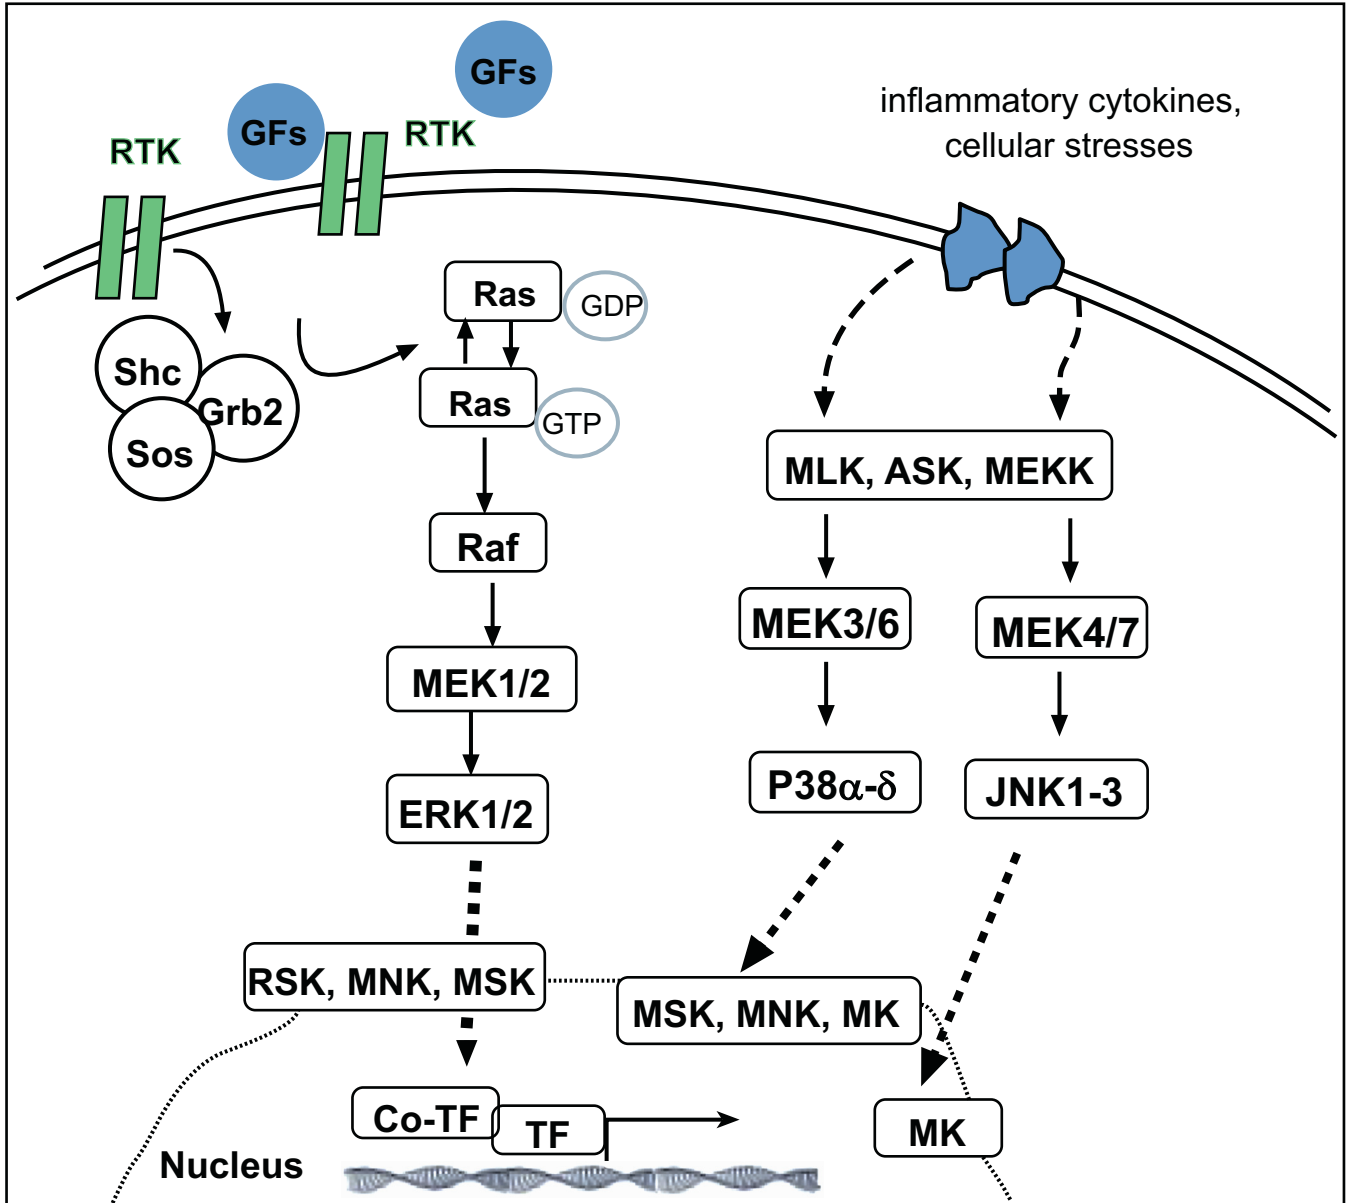 GFs
inflammatory cytokines,
cellular stresses
GFs
RTK
RTK
Ras
GDP
Shc
Grb2
Sos
Ras
GTP
MLK, ASK, MEKK
Raf
MEK3/6
MEK4/7
MEK1/2
P38α-δ
JNK1-3
ERK1/2
RSK, MNK, MSK
MSK, MNK, MK
Co-TF
TF
MK
Nucleus